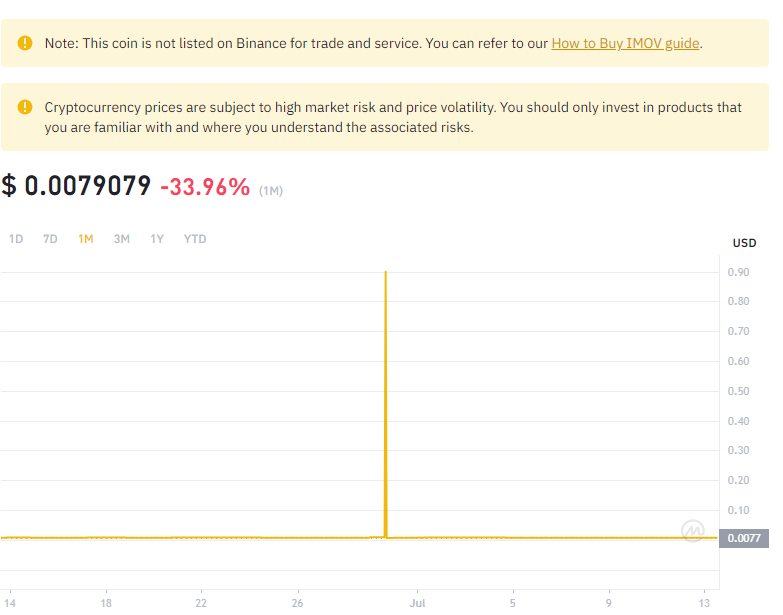 Note: This coin is not listed on Binance for trade and service. You can refer to our How to Buy IMOV guide.
Cryptocurrency prices are subject to high market risk and price volatility. You should only invest in products that
you are familiar with and where you understand the associated risks.
$ 0.0079079 -33.96% (1M)
1D 7D 1M 3M 1Y YTD
USD
0.90
0.80
0.70
0.60
0.50
0.40
0.30
0.20
0.10
0.0077
14 18 22 26 Jul 5 9 13